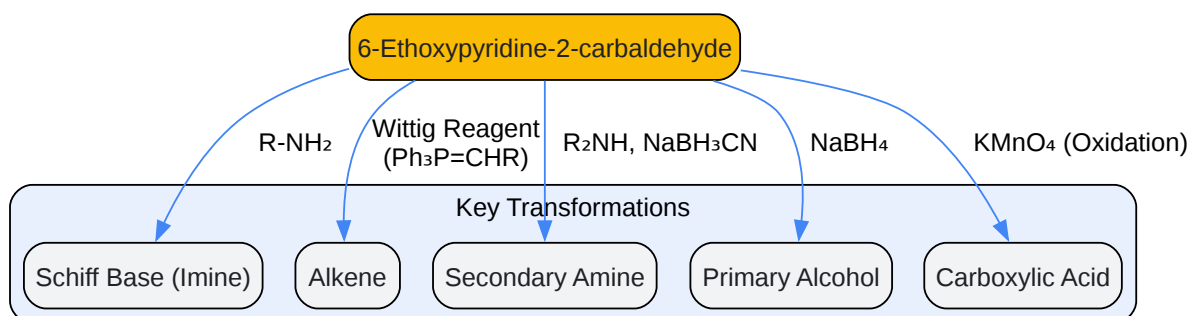 6-Ethoxypyridine-2-carbaldehyde
R-NH₂
Wittig Reagent
(Ph₃P=CHR)
R₂NH, NaBH₃CN
NaBH₄
KMnO₄ (Oxidation)
Key Transformations
Schiff Base (Imine)
Alkene
Secondary Amine
Primary Alcohol
Carboxylic Acid